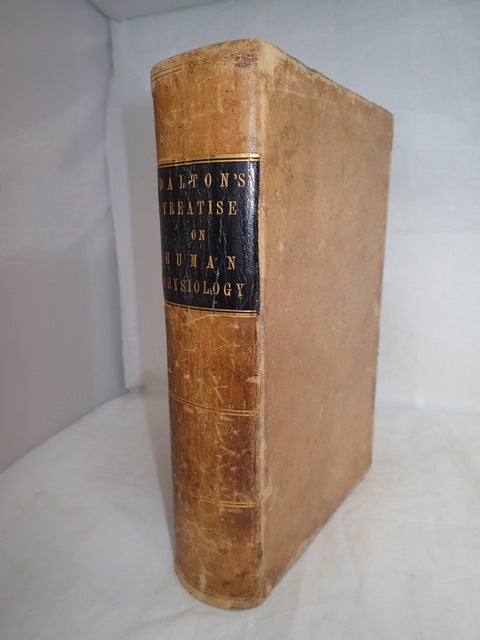 DALTON'S
TREATISE
ON
HUMAN
PHYSIOLOGY